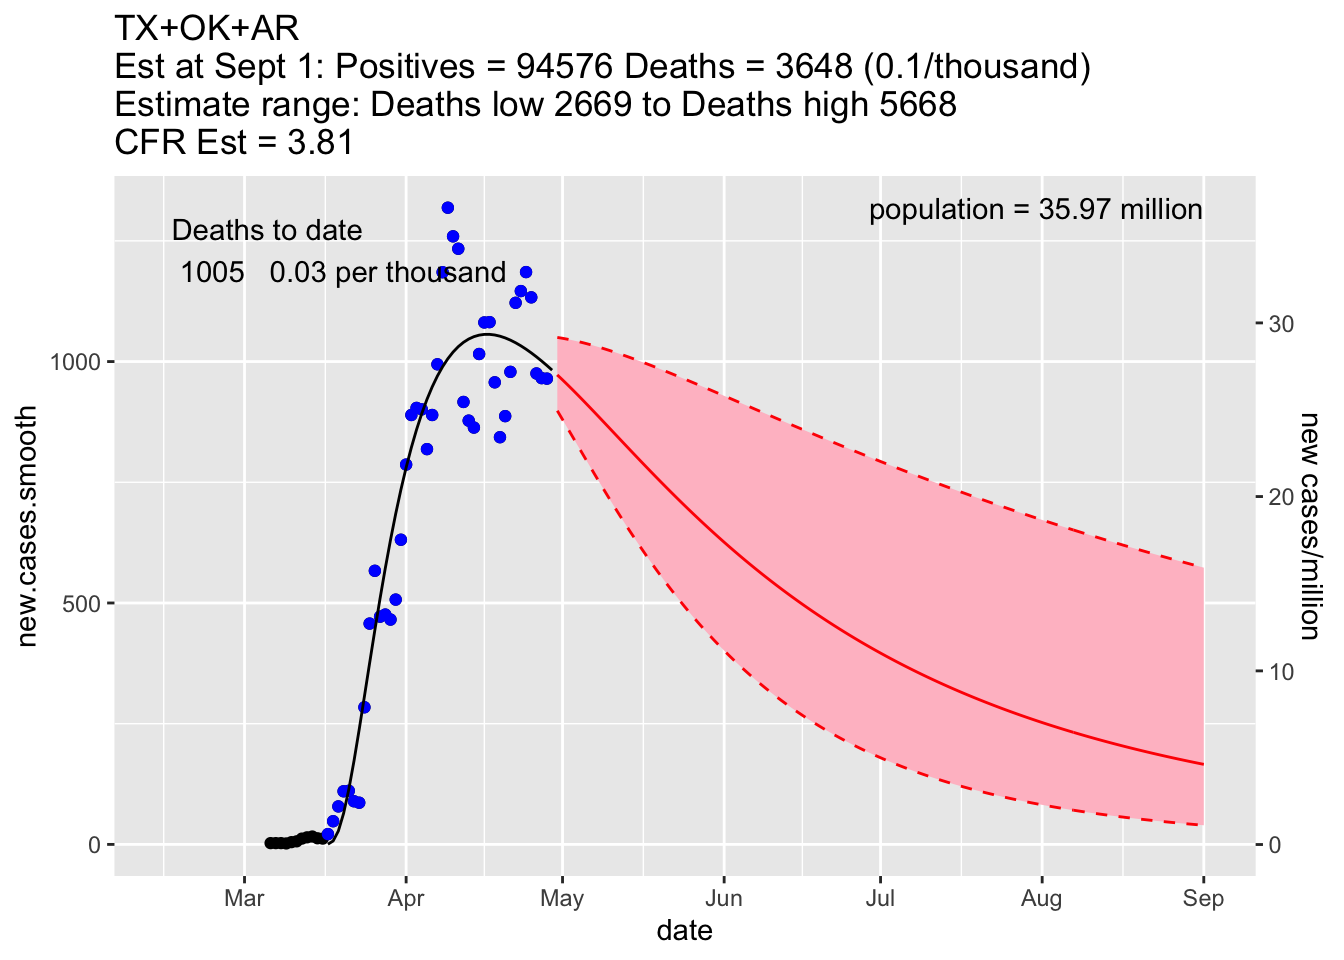 TX+OK+AR
Est at Sept 1: Positives = 94576 Deaths = 3648 (0.1/thousand)
Estimate range: Deaths low 2669 to Deaths high 5668
CFR Est = 3.81
population = 35.97 million
Deaths to date
1005 0.03 per thousand
new.cases.smooth
1000
500
0
30
20
10
0
new cases/million
Mar Apr May Jun Jul Aug Sep
date